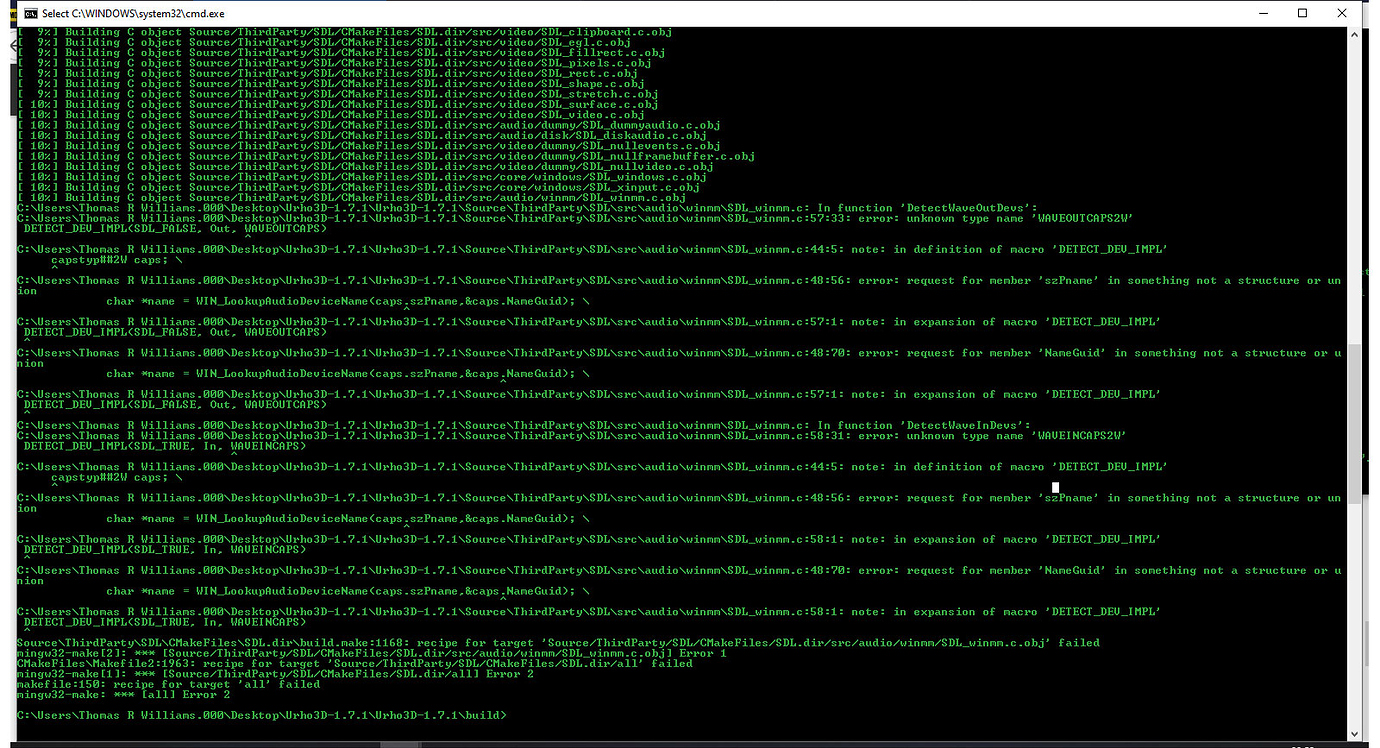 Select C:\WINDOWS\system32\cmd.exe
[  9%] Building C object Source/ThirdParty/SDL/CMakeFiles/SDL.dir/src/video/SDL_clipboard.c.obj
[  9%] Building C object Source/ThirdParty/SDL/CMakeFiles/SDL.dir/src/video/SDL_egl.c.obj
[  9%] Building C object Source/ThirdParty/SDL/CMakeFiles/SDL.dir/src/video/SDL_fillrect.c.obj
[  9%] Building C object Source/ThirdParty/SDL/CMakeFiles/SDL.dir/src/video/SDL_pixels.c.obj
[  9%] Building C object Source/ThirdParty/SDL/CMakeFiles/SDL.dir/src/video/SDL_rect.c.obj
[  9%] Building C object Source/ThirdParty/SDL/CMakeFiles/SDL.dir/src/video/SDL_shape.c.obj
[  9%] Building C object Source/ThirdParty/SDL/CMakeFiles/SDL.dir/src/video/SDL_stretch.c.obj
[ 10%] Building C object Source/ThirdParty/SDL/CMakeFiles/SDL.dir/src/video/SDL_surface.c.obj
[ 10%] Building C object Source/ThirdParty/SDL/CMakeFiles/SDL.dir/src/video/SDL_video.c.obj
[ 10%] Building C object Source/ThirdParty/SDL/CMakeFiles/SDL.dir/src/audio/dummy/SDL_dummyaudio.c.obj
[ 10%] Building C object Source/ThirdParty/SDL/CMakeFiles/SDL.dir/src/audio/disk/SDL_diskaudio.c.obj
[ 10%] Building C object Source/ThirdParty/SDL/CMakeFiles/SDL.dir/src/video/dummy/SDL_nullevents.c.obj
[ 10%] Building C object Source/ThirdParty/SDL/CMakeFiles/SDL.dir/src/video/dummy/SDL_nullframebuffer.c.obj
[ 10%] Building C object Source/ThirdParty/SDL/CMakeFiles/SDL.dir/src/video/dummy/SDL_nullvideo.c.obj
[ 10%] Building C object Source/ThirdParty/SDL/CMakeFiles/SDL.dir/src/core/windows/SDL_windows.c.obj
[ 10%] Building C object Source/ThirdParty/SDL/CMakeFiles/SDL.dir/src/core/windows/SDL_xinput.c.obj
[ 10%] Building C object Source/ThirdParty/SDL/CMakeFiles/SDL.dir/src/audio/winmm/SDL_winmm.c.obj
C:\Users\Thomas R Williams.000\Desktop\Urho3D-1.7.1\Urho3D-1.7.1\Source\ThirdParty\SDL\src\audio\winmm\SDL_winmm.c: In function 'DetectWaveOutDevs':
C:\Users\Thomas R Williams.000\Desktop\Urho3D-1.7.1\Urho3D-1.7.1\Source\ThirdParty\SDL\src\audio\winmm\SDL_winmm.c:57:33: error: unknown type name 'WAVEOUTCAPS2W'
 DETECT_DEV_IMPL(SDL_FALSE, Out, WAVEOUTCAPS)
                                 ^
C:\Users\Thomas R Williams.000\Desktop\Urho3D-1.7.1\Urho3D-1.7.1\Source\ThirdParty\SDL\src\audio\winmm\SDL_winmm.c:44:5: note: in definition of macro 'DETECT_DEV_IMPL'
     capstyp##2W caps; \
     ^
C:\Users\Thomas R Williams.000\Desktop\Urho3D-1.7.1\Urho3D-1.7.1\Source\ThirdParty\SDL\src\audio\winmm\SDL_winmm.c:48:56: error: request for member 'szPname' in something not a structure or un
ion
             char *name = WIN_LookupAudioDeviceName(caps.szPname,&caps.NameGuid); \
                                                        ^
C:\Users\Thomas R Williams.000\Desktop\Urho3D-1.7.1\Urho3D-1.7.1\Source\ThirdParty\SDL\src\audio\winmm\SDL_winmm.c:57:1: note: in expansion of macro 'DETECT_DEV_IMPL'
 DETECT_DEV_IMPL(SDL_FALSE, Out, WAVEOUTCAPS)
 ^
C:\Users\Thomas R Williams.000\Desktop\Urho3D-1.7.1\Urho3D-1.7.1\Source\ThirdParty\SDL\src\audio\winmm\SDL_winmm.c:48:70: error: request for member 'NameGuid' in something not a structure or u
nion
             char *name = WIN_LookupAudioDeviceName(caps.szPname,&caps.NameGuid); \
                                                                      ^
C:\Users\Thomas R Williams.000\Desktop\Urho3D-1.7.1\Urho3D-1.7.1\Source\ThirdParty\SDL\src\audio\winmm\SDL_winmm.c:57:1: note: in expansion of macro 'DETECT_DEV_IMPL'
 DETECT_DEV_IMPL(SDL_FALSE, Out, WAVEOUTCAPS)
 ^
C:\Users\Thomas R Williams.000\Desktop\Urho3D-1.7.1\Urho3D-1.7.1\Source\ThirdParty\SDL\src\audio\winmm\SDL_winmm.c: In function 'DetectWaveInDevs':
C:\Users\Thomas R Williams.000\Desktop\Urho3D-1.7.1\Urho3D-1.7.1\Source\ThirdParty\SDL\src\audio\winmm\SDL_winmm.c:58:31: error: unknown type name 'WAVEINCAPS2W'
 DETECT_DEV_IMPL(SDL_TRUE, In, WAVEINCAPS)
                               ^
C:\Users\Thomas R Williams.000\Desktop\Urho3D-1.7.1\Urho3D-1.7.1\Source\ThirdParty\SDL\src\audio\winmm\SDL_winmm.c:44:5: note: in definition of macro 'DETECT_DEV_IMPL'
     capstyp##2W caps; \
     ^
C:\Users\Thomas R Williams.000\Desktop\Urho3D-1.7.1\Urho3D-1.7.1\Source\ThirdParty\SDL\src\audio\winmm\SDL_winmm.c:48:56: error: request for member 'szPname' in something not a structure or un
ion
             char *name = WIN_LookupAudioDeviceName(caps.szPname,&caps.NameGuid); \
                                                        ^
C:\Users\Thomas R Williams.000\Desktop\Urho3D-1.7.1\Urho3D-1.7.1\Source\ThirdParty\SDL\src\audio\winmm\SDL_winmm.c:58:1: note: in expansion of macro 'DETECT_DEV_IMPL'
 DETECT_DEV_IMPL(SDL_TRUE, In, WAVEINCAPS)
 ^
C:\Users\Thomas R Williams.000\Desktop\Urho3D-1.7.1\Urho3D-1.7.1\Source\ThirdParty\SDL\src\audio\winmm\SDL_winmm.c:48:70: error: request for member 'NameGuid' in something not a structure or u
nion
             char *name = WIN_LookupAudioDeviceName(caps.szPname,&caps.NameGuid); \
                                                                      ^
C:\Users\Thomas R Williams.000\Desktop\Urho3D-1.7.1\Urho3D-1.7.1\Source\ThirdParty\SDL\src\audio\winmm\SDL_winmm.c:58:1: note: in expansion of macro 'DETECT_DEV_IMPL'
 DETECT_DEV_IMPL(SDL_TRUE, In, WAVEINCAPS)
 ^
Source\ThirdParty\SDL\CMakeFiles\SDL.dir\build.make:1168: recipe for target 'Source/ThirdParty/SDL/CMakeFiles/SDL.dir/src/audio/winmm/SDL_winmm.c.obj' failed
mingw32-make[2]: *** [Source/ThirdParty/SDL/CMakeFiles/SDL.dir/src/audio/winmm/SDL_winmm.c.obj] Error 1
CMakeFiles\Makefile2:1963: recipe for target 'Source/ThirdParty/SDL/CMakeFiles/SDL.dir/all' failed
mingw32-make[1]: *** [Source/ThirdParty/SDL/CMakeFiles/SDL.dir/all] Error 2
makefile:150: recipe for target 'all' failed
mingw32-make: *** [all] Error 2
C:\Users\Thomas R Williams.000\Desktop\Urho3D-1.7.1\Urho3D-1.7.1\build>